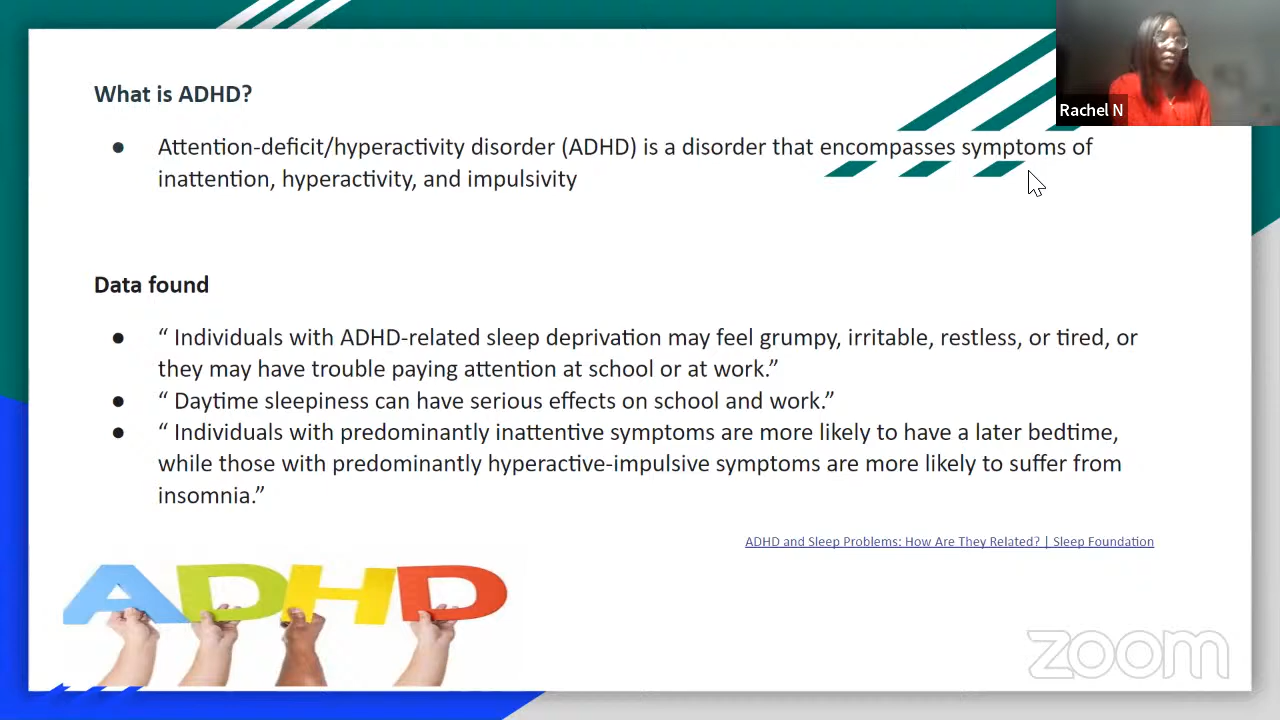 What is ADHD?
Rachel N
● Attention-deficit/hyperactivity disorder (ADHD) is a disorder that encompasses symptoms of
inattention, hyperactivity, and impulsivity
Data found
● “ Individuals with ADHD-related sleep deprivation may feel grumpy, irritable, restless, or tired, or
they may have trouble paying attention at school or at work.”
● “ Daytime sleepiness can have serious effects on school and work.”
● “ Individuals with predominantly inattentive symptoms are more likely to have a later bedtime,
while those with predominantly hyperactive-impulsive symptoms are more likely to suffer from
insomnia.”
ADHD and Sleep Problems: How Are They Related? | Sleep Foundation
ADHD
zoom